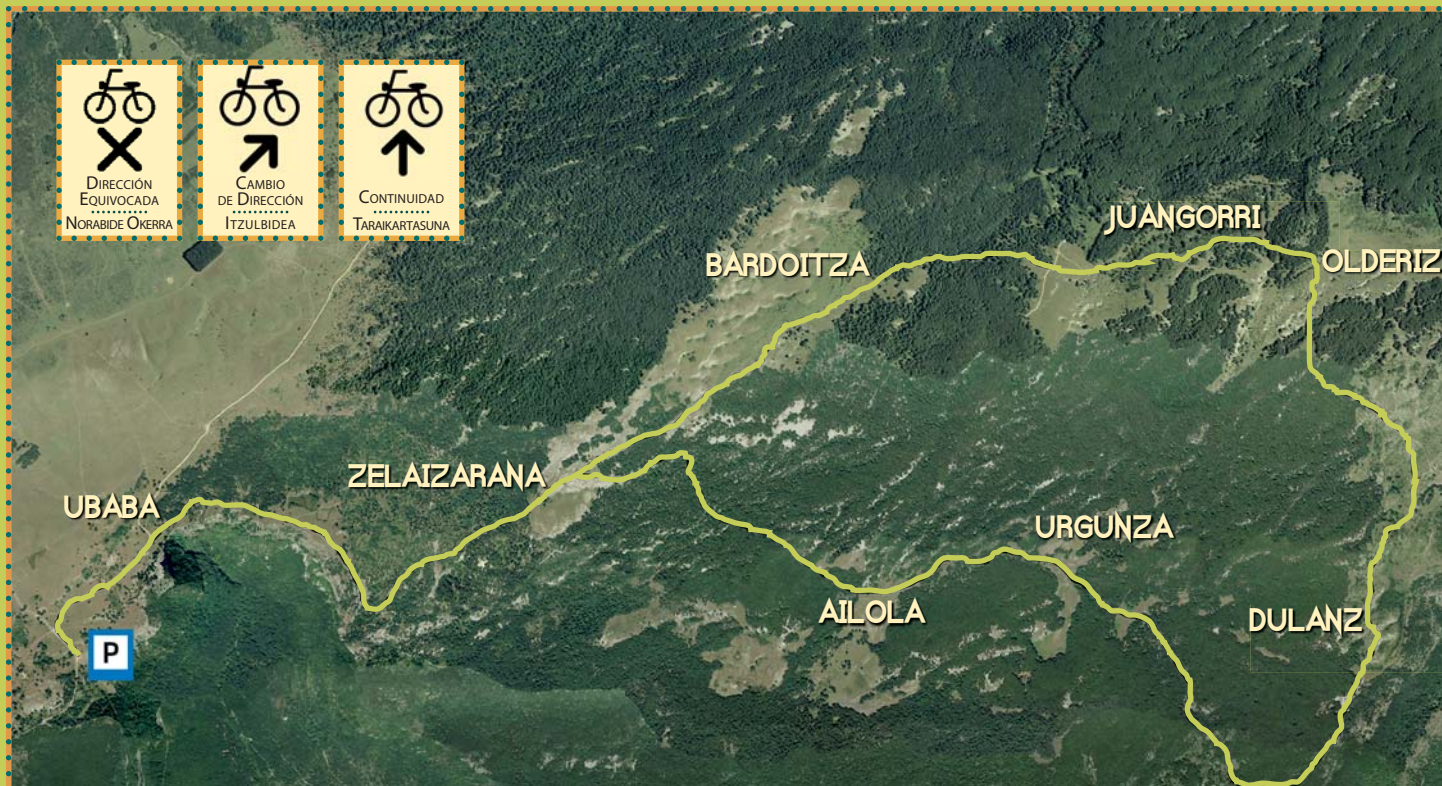 DIRECCIÓN
EQUIVOCADA
NORABIDE OKERRA
CAMBIO
DE DIRECCIÓN
ITZULBIDEA
CONTINUIDAD
TARAIKARTASUNA
JUANGORRI
BARDOITZA
OLDERIZ
ZELAIZARANA
UBABA
URGUNZA
AILOLA
DULANZ
P